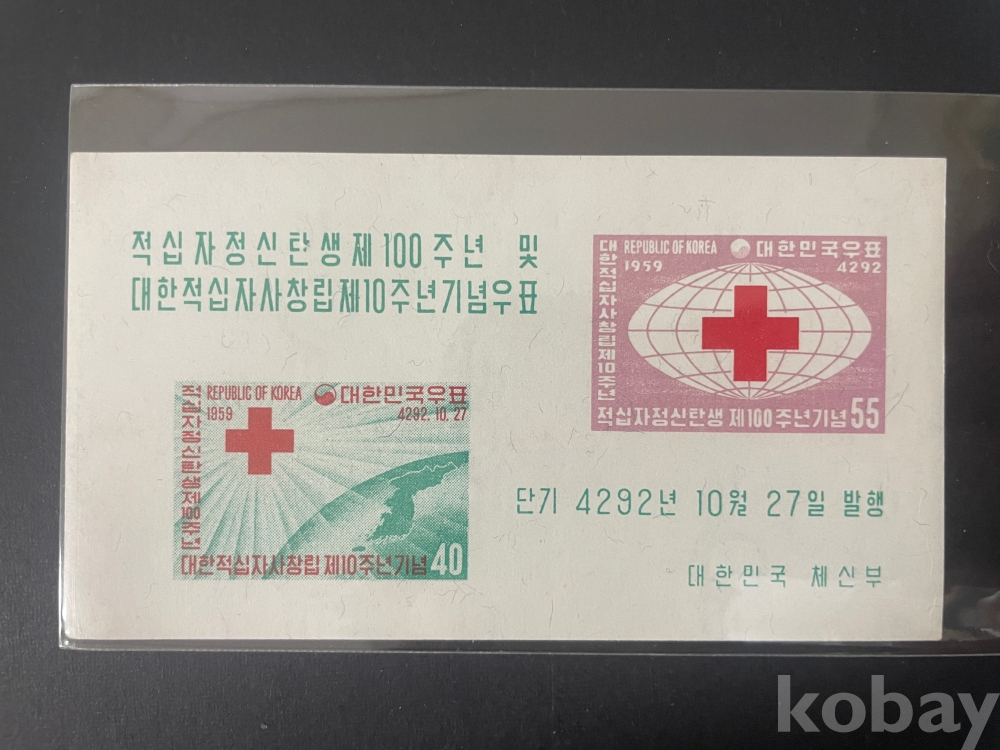 적십자정신탄생제100주년 및
대한적십자사창립제10주년기념우표
REPUBLIC OF KOREA 대한민국우표
1959 4292
대한적십자사창립제10주년
적십자정신탄생 제100주년기념 55
REPUBLIC OF KOREA 대한민국우표
1959 4292.10.27
적십자정신탄생제100주년
대한적십자사창립 제10주년기념 40
단기 4292년 10월 27일 발행
대한민국 체신부
kobay